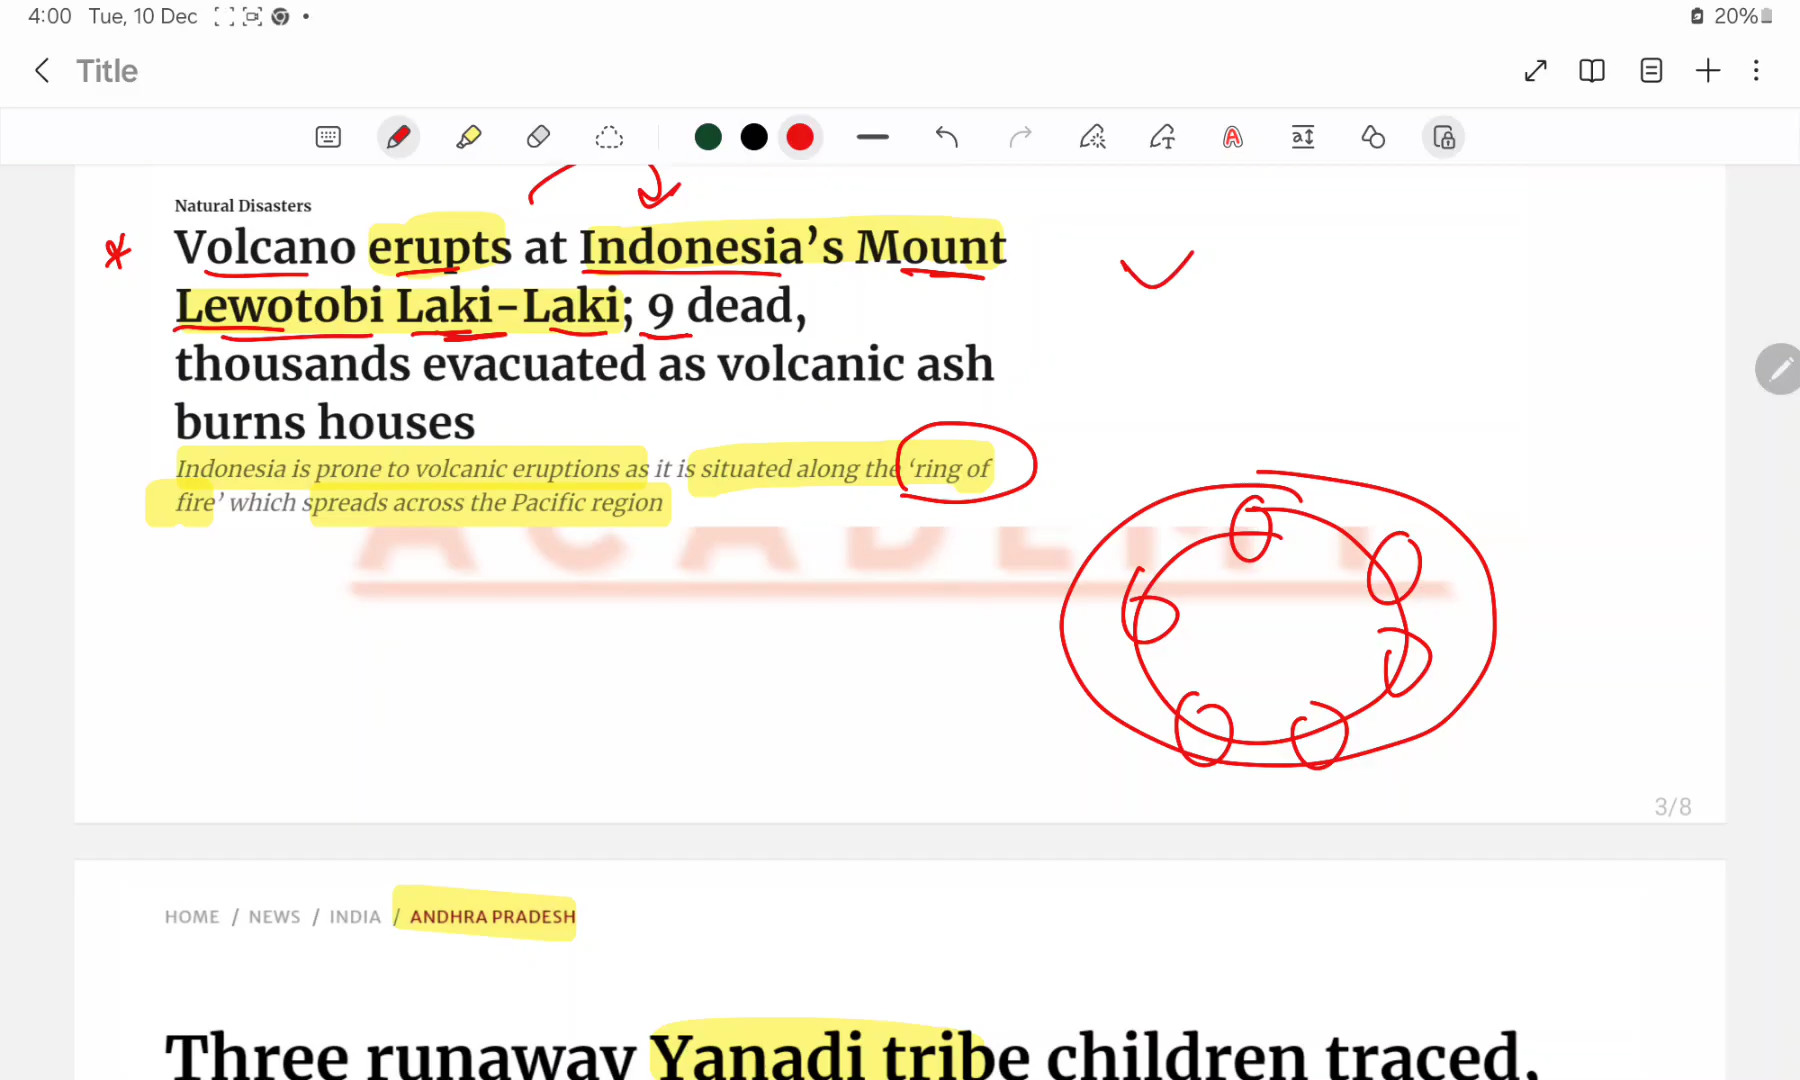 4:00 Tue, 10 Dec
20%
Title
Natural Disasters
Volcano erupts at Indonesia’s Mount
Lewotobi Laki-Laki; 9 dead,
thousands evacuated as volcanic ash
burns houses
Indonesia is prone to volcanic eruptions as it is situated along the ‘ring of
fire’ which spreads across the Pacific region
ACADEMY
3/8
HOME / NEWS / INDIA / ANDHRA PRADESH
Three runaway Yanadi tribe children traced,